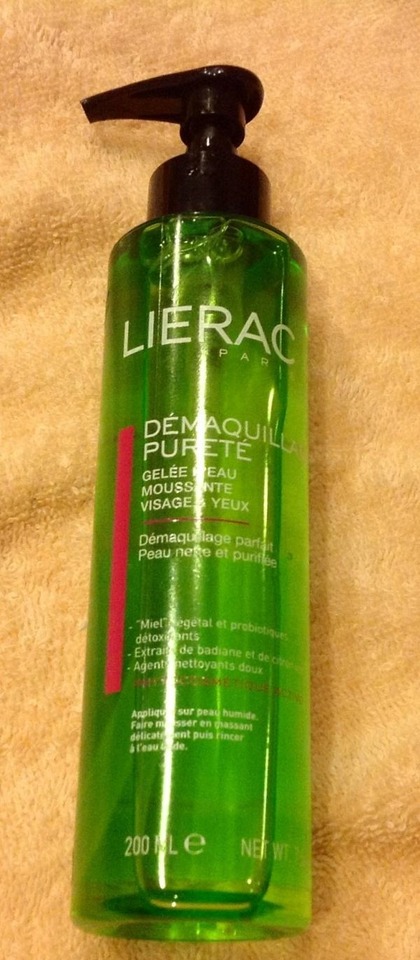 LIERAC
PARI
DÉMAQUILLA
PURETÉ
GELÉE D'EAU
MOUSSANTE
VISAGE & YEUX
Démaquillage parfait
Peau nette et purifiée
- "Miel" végétal et probiotiques
détoxifiants
- Extraits de badiane et de
- Agents nettoyants doux
Appliquer sur peau humide.
Faire mousser en massant
délicatement puis rincer
à l'eau tiède.
200 ML e NET WT